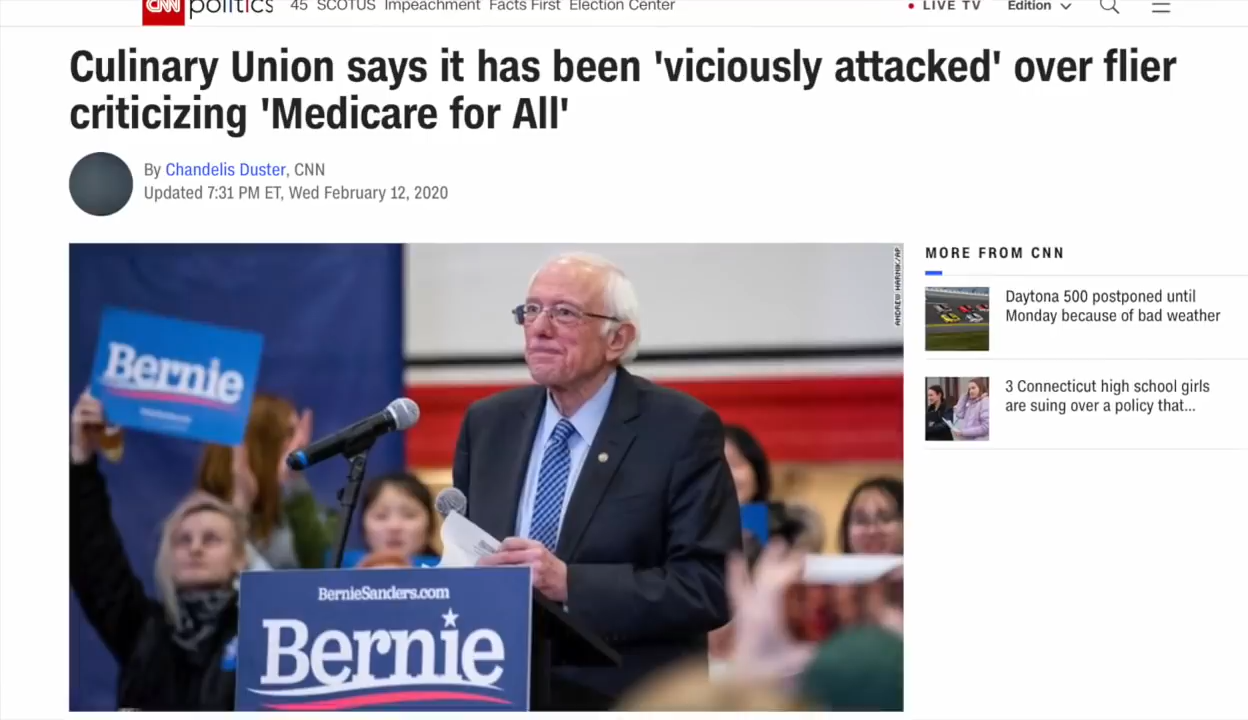 CNN politics 45 SCOTUS Impeachment Facts First Election Center
• LIVE TV Edition
Culinary Union says it has been 'viciously attacked' over flier
criticizing 'Medicare for All'
By Chandelis Duster, CNN
Updated 7:31 PM ET, Wed February 12, 2020
ANDREW HARNIK/AP
Bernie
BernieSanders.com
Bernie
MORE FROM CNN
Daytona 500 postponed until
Monday because of bad weather
3 Connecticut high school girls
are suing over a policy that...